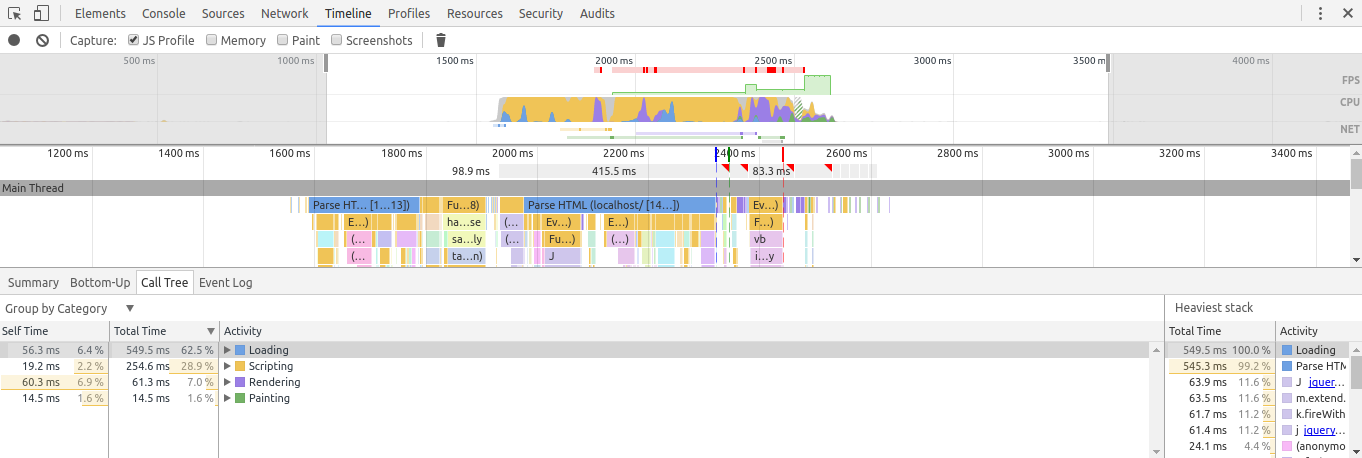 Elements Console Sources Network Timeline Profiles Resources Security Audits
Capture: JS Profile Memory Paint Screenshots
500 ms 1000 ms 1500 ms 2000 ms 2500 ms 3000 ms 3500 ms 4000 ms
FPS
CPU
NET
1200 ms 1400 ms 1600 ms 1800 ms 2000 ms 2200 ms 2400 ms 2600 ms 2800 ms 3000 ms 3200 ms 3400 ms
98.9 ms 415.5 ms 83.3 ms
Main Thread
Parse HT... [1...13]) Fu...8) Parse HTML (localhost/ [14...]) Ev...)
E...) ha...se (... Ev...) E...) F...)
(... sa...ly (... Fu...) (...) vb
(... ta...n) J i...y
Summary Bottom-Up Call Tree Event Log
Group by Category ▼ Heaviest stack
Self Time Total Time ▼ Activity Total Time Activity
56.3 ms 6.4 % 549.5 ms 62.5 % Loading 549.5 ms 100.0 % Loading
19.2 ms 2.2 % 254.6 ms 28.9 % Scripting 545.3 ms 99.2 % Parse HTM
60.3 ms 6.9 % 61.3 ms 7.0 % Rendering 63.9 ms 11.6 % J jquer...
14.5 ms 1.6 % 14.5 ms 1.6 % Painting 63.5 ms 11.6 % m.extend.
61.7 ms 11.2 % k.fireWith
61.4 ms 11.2 % j jquery...
24.1 ms 4.4 % (anonymo